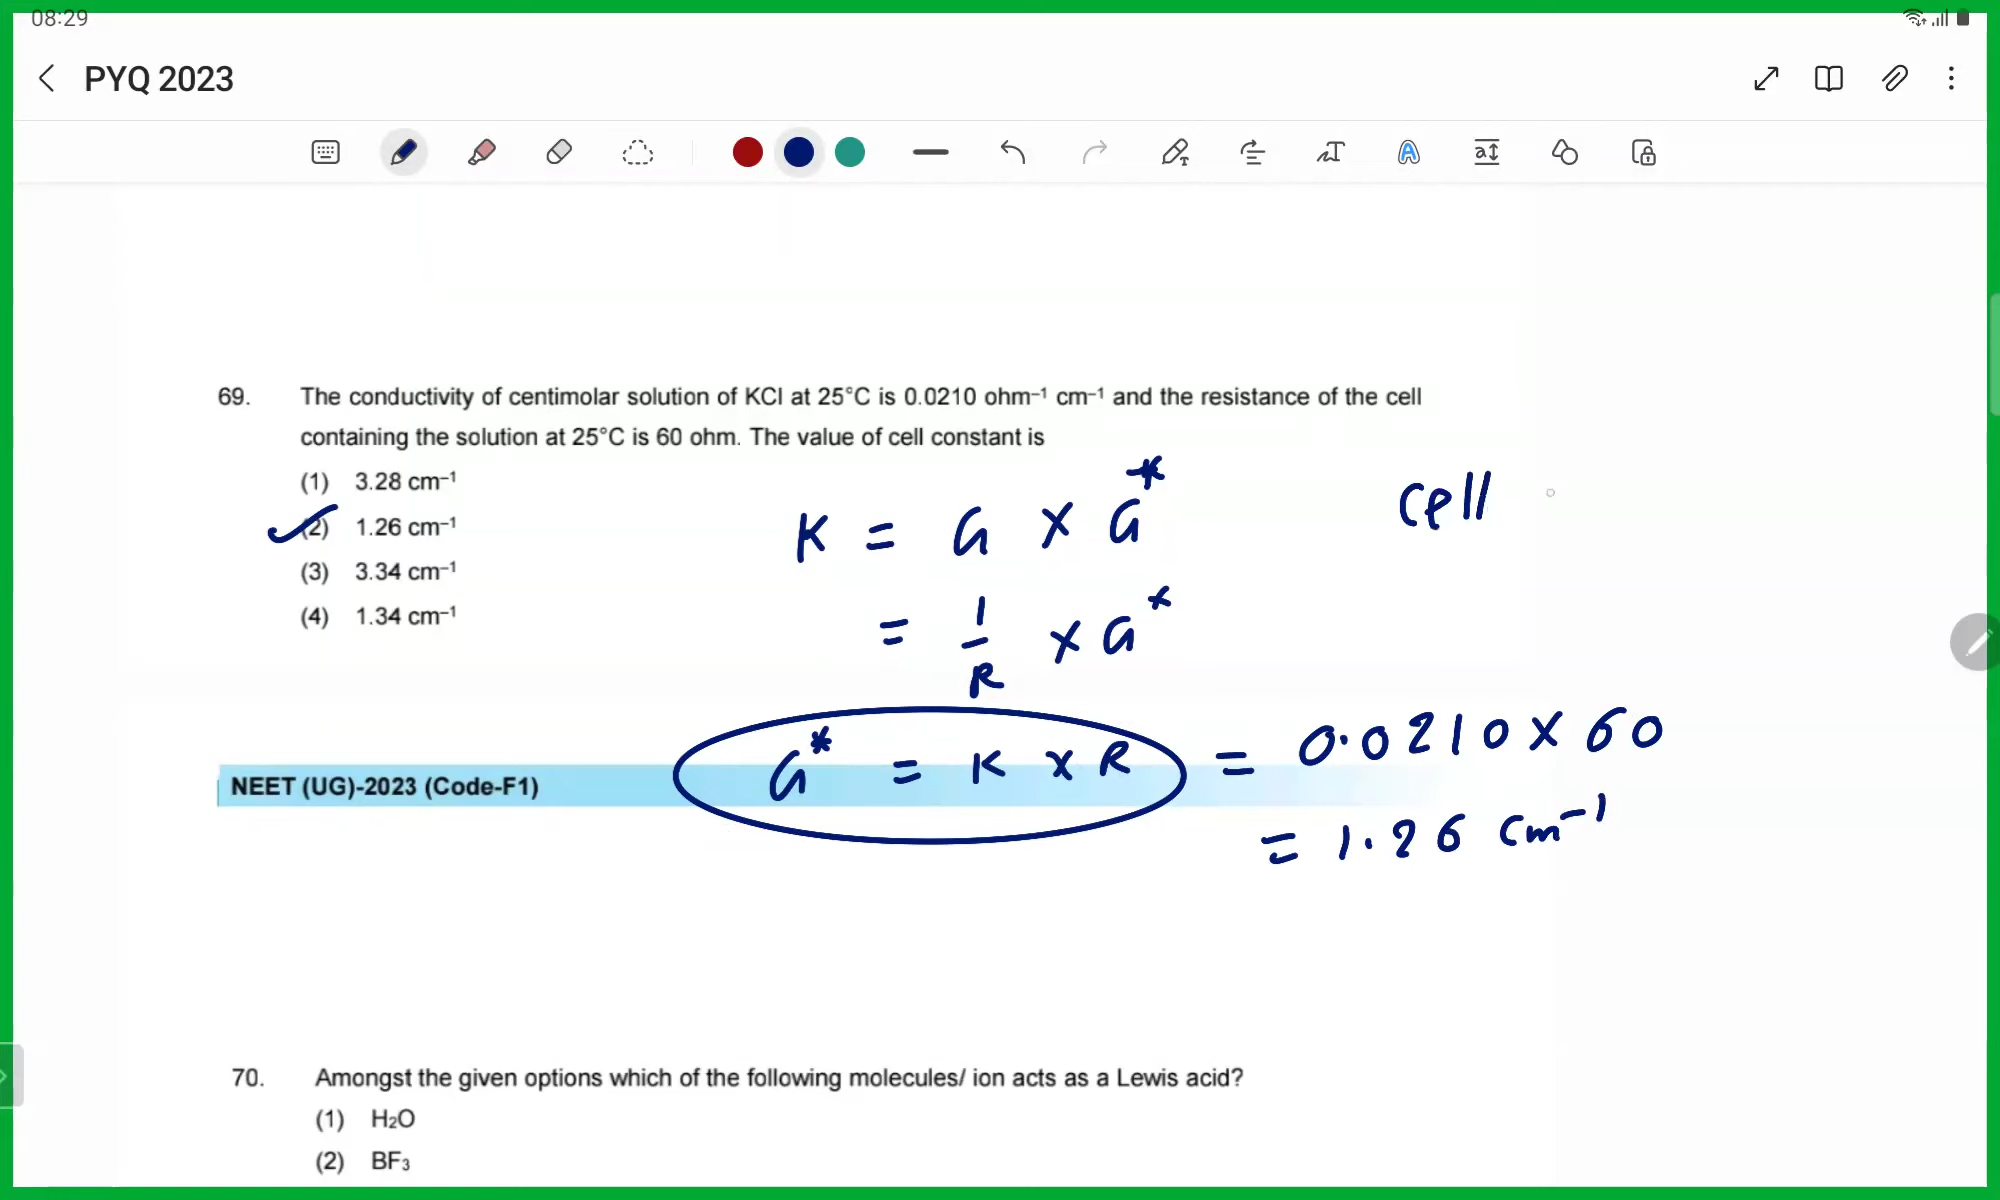 08:29
PYQ 2023
69. The conductivity of centimolar solution of KCl at 25°C is 0.0210 ohm⁻¹ cm⁻¹ and the resistance of the cell
containing the solution at 25°C is 60 ohm. The value of cell constant is
(1) 3.28 cm⁻¹
(2) 1.26 cm⁻¹
(3) 3.34 cm⁻¹
(4) 1.34 cm⁻¹
K = G × G*
cell
= 1/R × G*
G* = K × R = 0.0210 × 60
= 1.26 cm⁻¹
NEET (UG)-2023 (Code-F1)
70. Amongst the given options which of the following molecules/ ion acts as a Lewis acid?
(1) H₂O
(2) BF₃